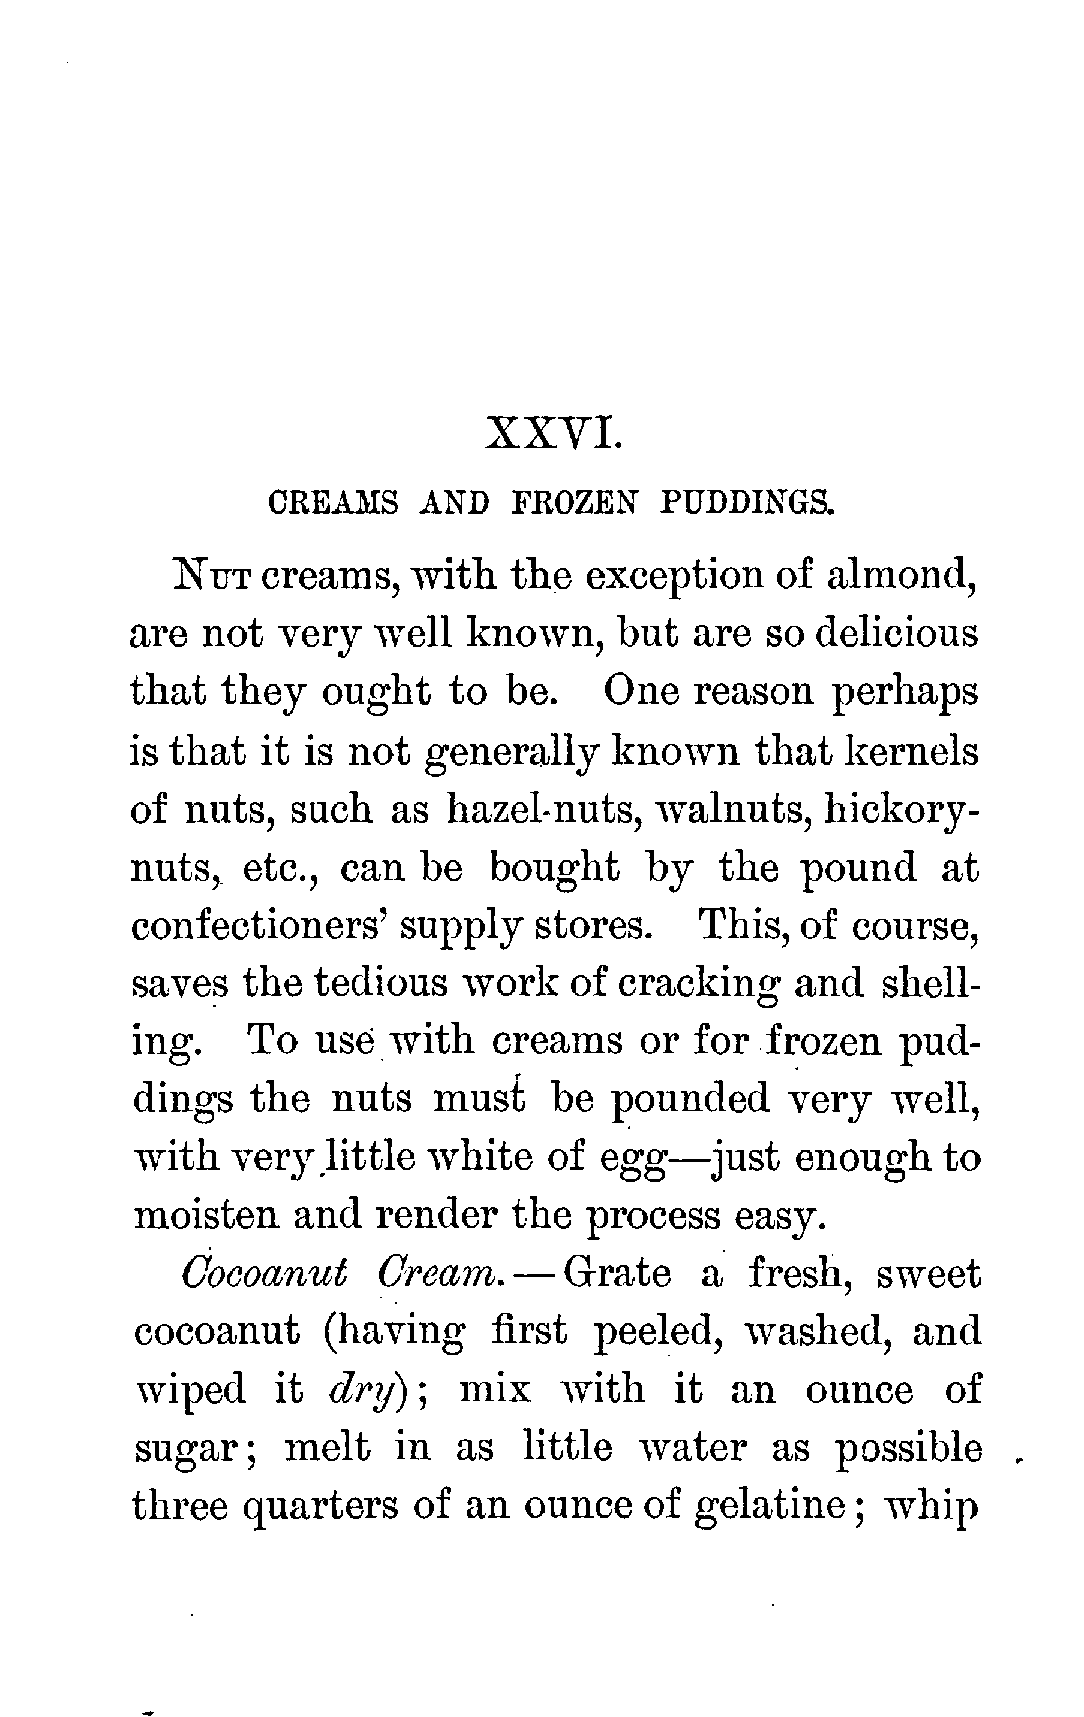 XXVI.
CREAMS AND FROZEN PUDDINGS.
NUT creams, with the exception of almond,
are not very well known, but are so delicious
that they ought to be. One reason perhaps
is that it is not generally known that kernels
of nuts, such as hazel-nuts, walnuts, hickory-
nuts, etc., can be bought by the pound at
confectioners' supply stores. This, of course,
saves the tedious work of cracking and shell-
ing. To use with creams or for frozen pud-
dings the nuts must be pounded very well,
with very little white of egg—just enough to
moisten and render the process easy.
Cocoanut Cream.—Grate a fresh, sweet
cocoanut (having first peeled, washed, and
wiped it dry); mix with it an ounce of
sugar; melt in as little water as possible
three quarters of an ounce of gelatine; whip